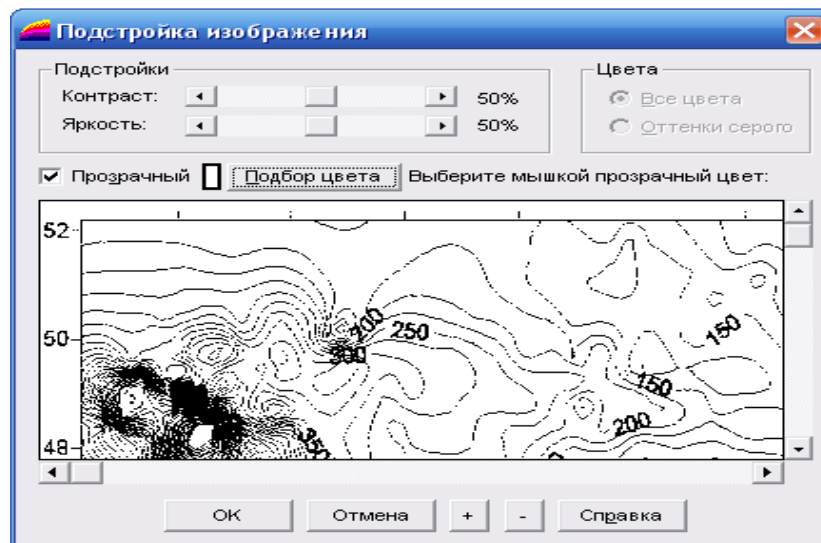 Подстройка изображения
Подстройки
Контраст: 50%
Яркость: 50%
Цвета
Все цвета
Оттенки серого
Прозрачный Подбор цвета Выберите мышкой прозрачный цвет:
52
50
48
200
250
300
350
150
150
200
OK Отмена + - Справка